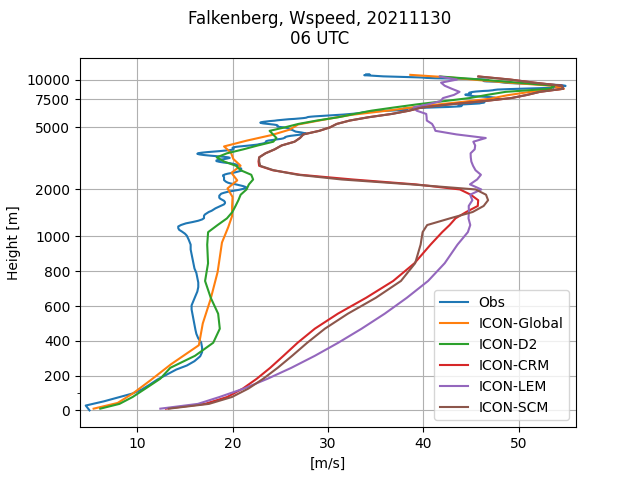 Falkenberg, Wspeed, 20211130
06 UTC
10000
7500
5000
2000
1000
800
600
400
200
0
Height [m]
10
20
30
40
50
[m/s]
Obs
ICON-Global
ICON-D2
ICON-CRM
ICON-LEM
ICON-SCM